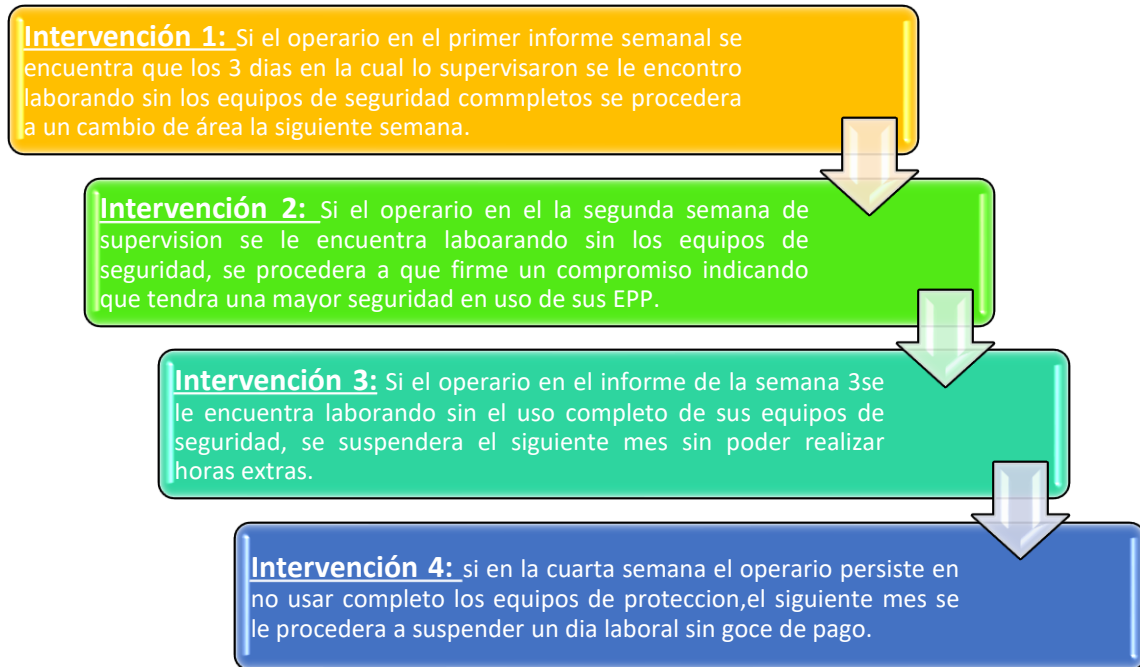 Intervención 1: Si el operario en el primer informe semanal se
encuentra que los 3 dias en la cual lo supervisaron se le encontro
laborando sin los equipos de seguridad commpletos se procedera
a un cambio de área la siguiente semana.
Intervención 2: Si el operario en el la segunda semana de
supervision se le encuentra laboarando sin los equipos de
seguridad, se procedera a que firme un compromiso indicando
que tendra una mayor seguridad en uso de sus EPP.
Intervención 3: Si el operario en el informe de la semana 3se
le encuentra laborando sin el uso completo de sus equipos de
seguridad, se suspendera el siguiente mes sin poder realizar
horas extras.
Intervención 4: si en la cuarta semana el operario persiste en
no usar completo los equipos de proteccion,el siguiente mes se
le procedera a suspender un dia laboral sin goce de pago.